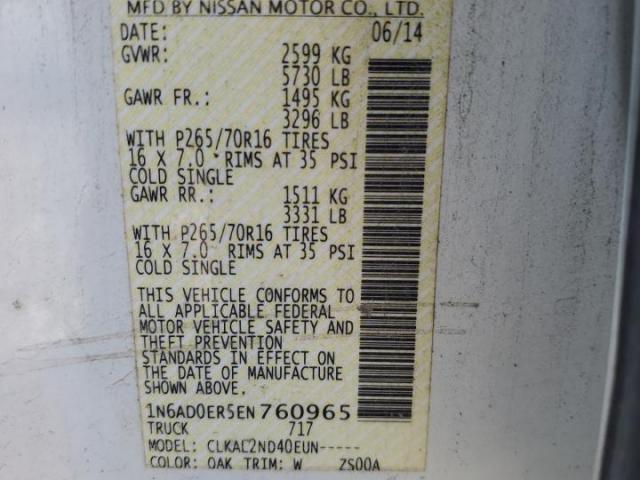 MFD BY NISSAN MOTOR CO., LTD.
DATE: 06/14
GVWR: 2599 KG
5730 LB
GAWR FR.: 1495 KG
3296 LB
WITH P265/70R16 TIRES
16 X 7.0 RIMS AT 35 PSI
COLD SINGLE
GAWR RR.: 1511 KG
3331 LB
WITH P265/70R16 TIRES
16 X 7.0 RIMS AT 35 PSI
COLD SINGLE
THIS VEHICLE CONFORMS TO
ALL APPLICABLE FEDERAL
MOTOR VEHICLE SAFETY AND
THEFT PREVENTION
STANDARDS IN EFFECT ON
THE DATE OF MANUFACTURE
SHOWN ABOVE.
1N6AD0ER5EN760965
TRUCK 717
MODEL: CLKAL2ND40EUN-----
COLOR: QAK TRIM: W ZS00A